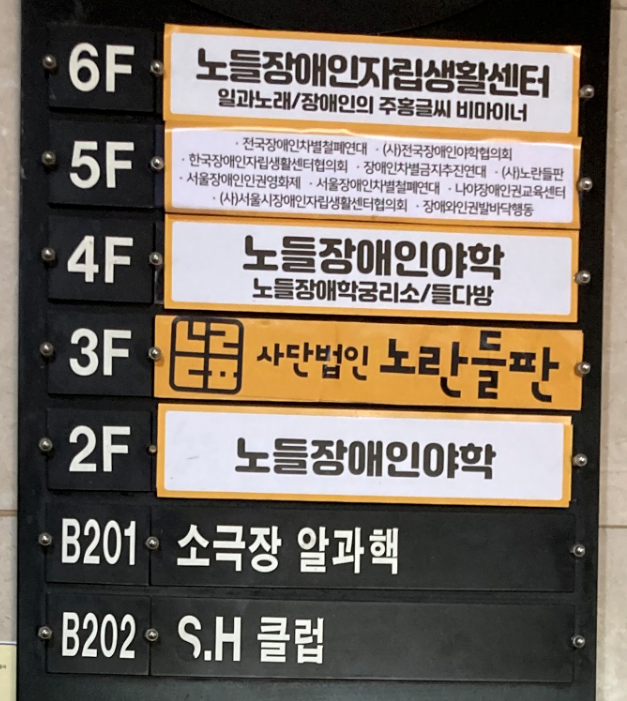 6F 노들장애인자립생활센터
일과노래/장애인의 주홍글씨 비마이너
5F · 전국장애인차별철폐연대 · (사)전국장애인야학협의회
· 한국장애인자립생활센터협의회 · 장애인차별금지추진연대 · (사)노란들판
· 서울장애인인권영화제 · 서울장애인차별철폐연대 · 나야장애인권교육센터
· (사)서울시장애인자립생활센터협의회 · 장애와인권발바닥행동
4F 노들장애인야학
노들장애학궁리소/들다방
3F 사단법인 노란들판
2F 노들장애인야학
B201 소극장 알과핵
B202 S.H 클럽